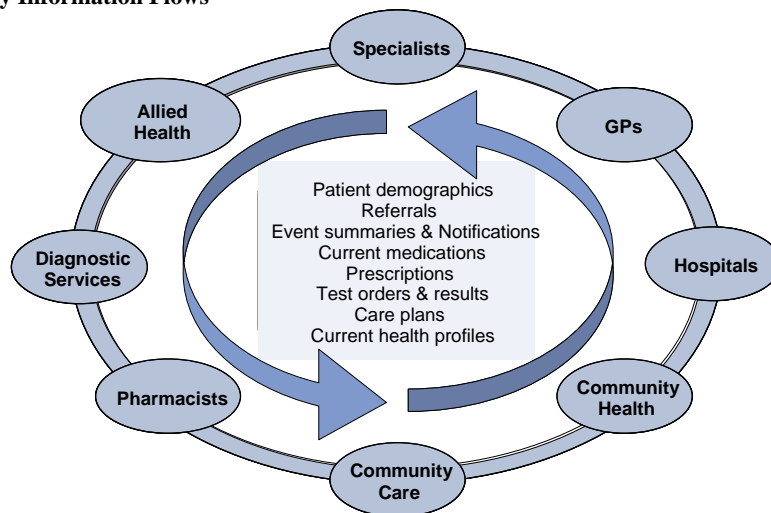 y Information Flows
Specialists
Allied
Health
GPs
Patient demographics
Referrals
Event summaries & Notifications
Current medications
Prescriptions
Test orders & results
Care plans
Current health profiles
Diagnostic
Services
Hospitals
Pharmacists
Community
Health
Community
Care